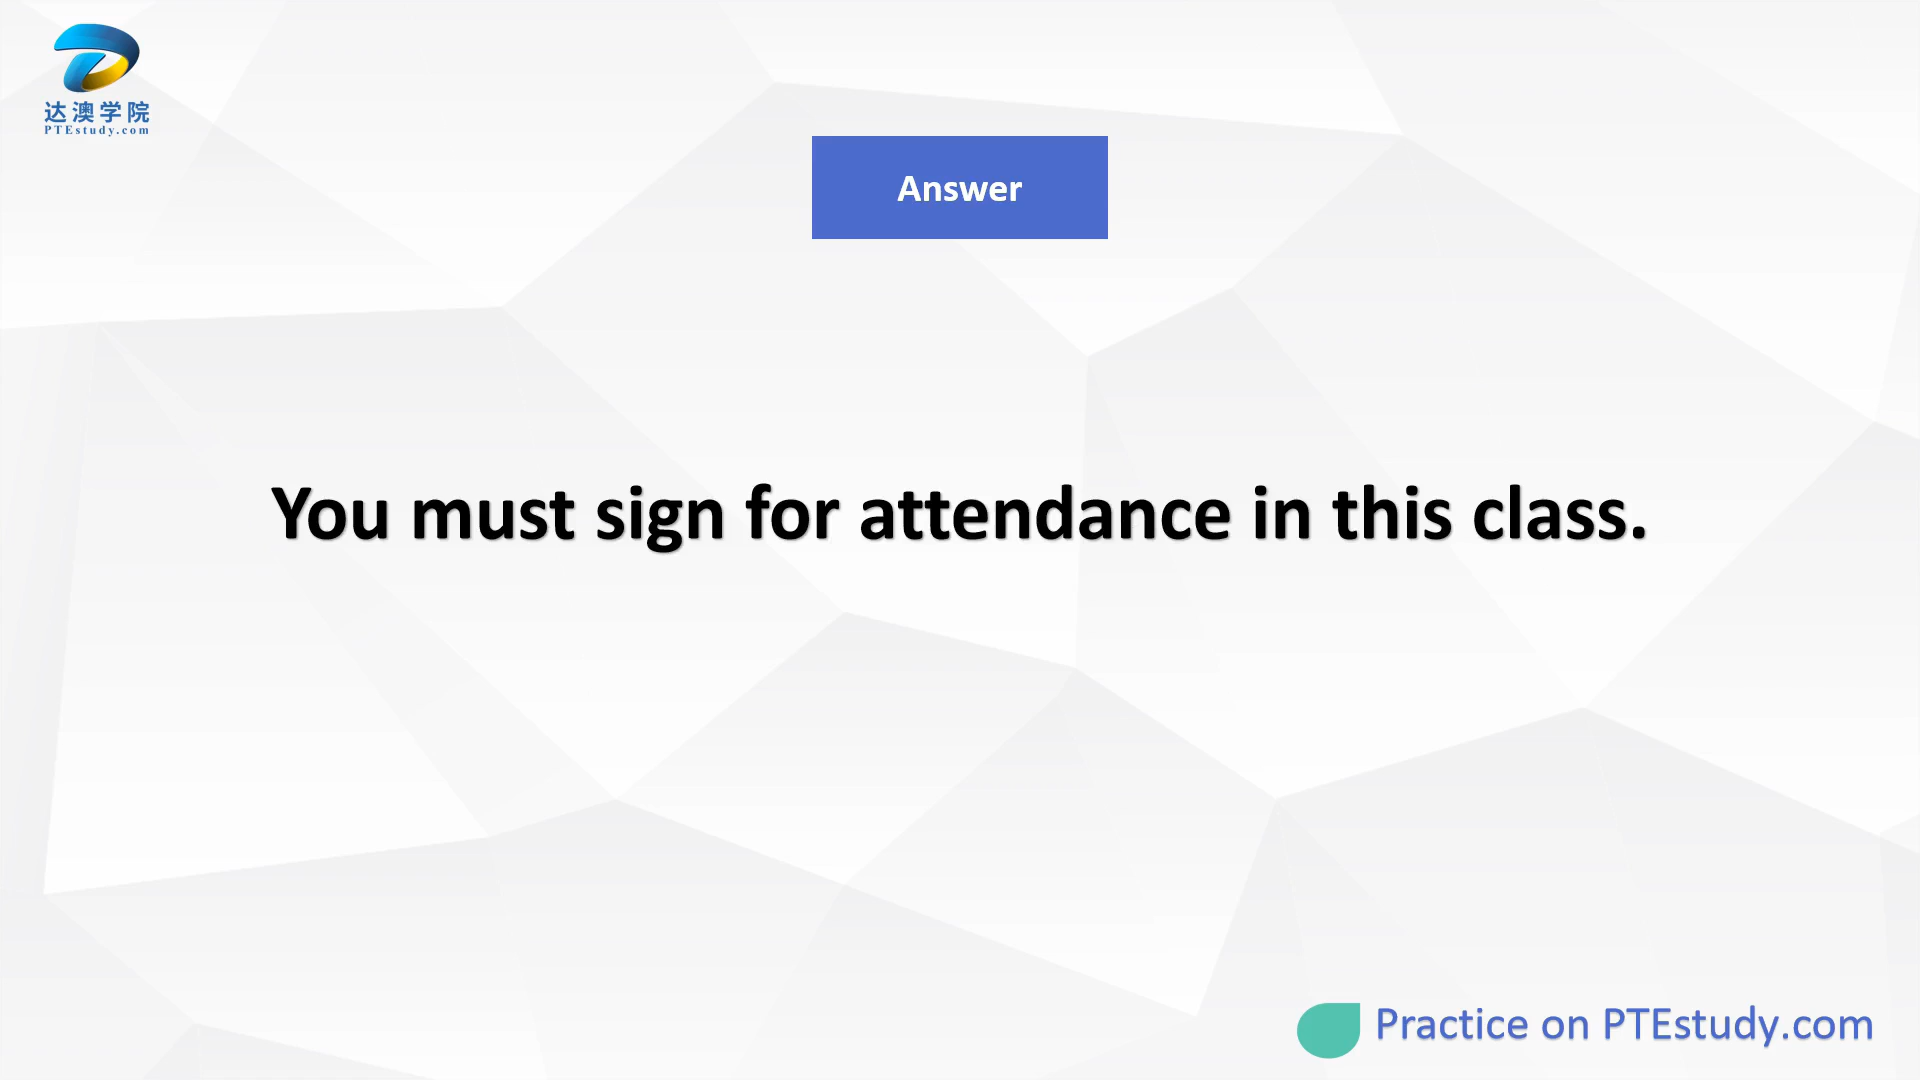 达澳学院
PTEstudy.com
Answer
You must sign for attendance in this class.
Practice on PTEstudy.com